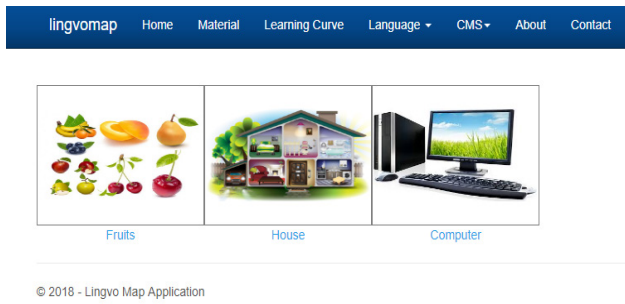 lingvomap Home Material Learning Curve Language CMS About Contact
Fruits House Computer
© 2018 - Lingvo Map Application